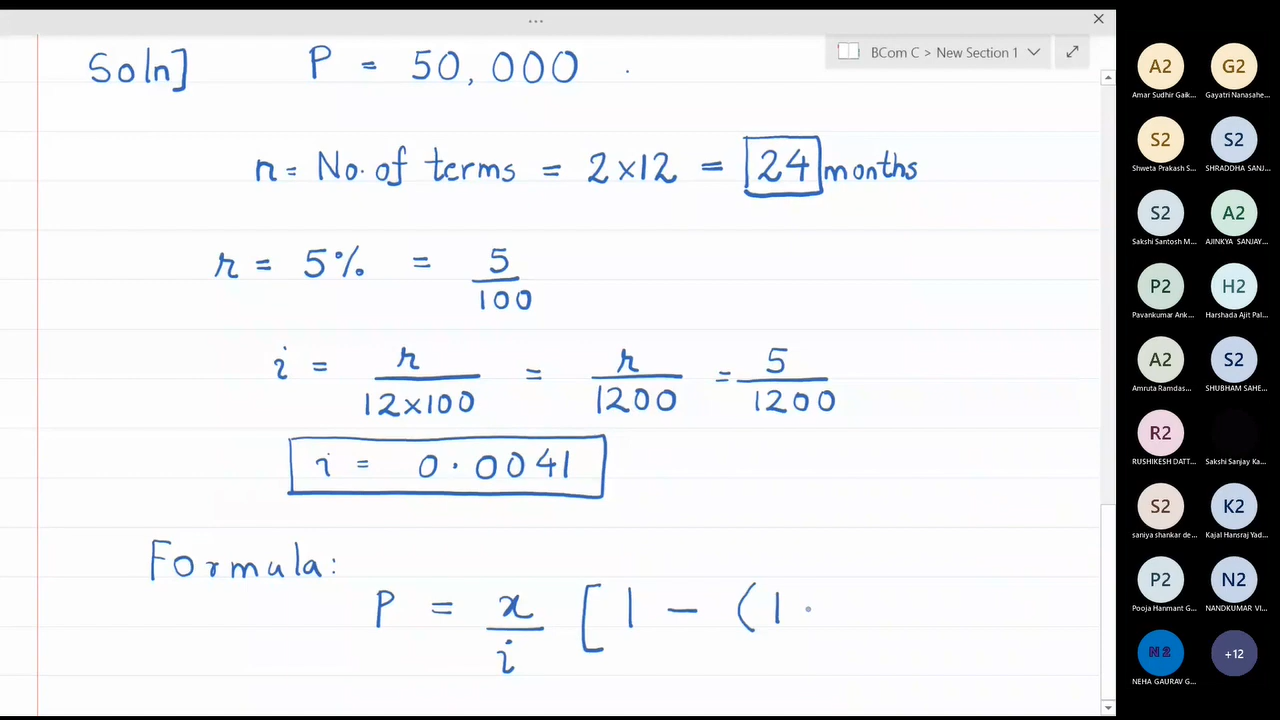 ...
BCom C > New Section 1
Soln] P = 50,000 .
n = No. of terms = 2×12 = 24 months
r = 5% = 5/100
i = r/12×100 = r/1200 = 5/1200
i = 0.0041
Formula:
P = x/i [ 1 - ( 1
A2 G2
Amar Sudhir Gaik... Gayatri Nanasahe...
S2 S2
Shweta Prakash S... SHRADDHA SANJ...
S2 A2
Sakshi Santosh M... AJINKYA SANJAY...
P2 H2
Pavankumar Ank... Harshada Ajit Pal...
A2 S2
Amruta Ramdas... SHUBHAM SAHE...
R2
RUSHIKESH DATT... Sakshi Sanjay Ka...
S2 K2
saniya shankar de... Kajal Hansraj Yad...
P2 N2
Pooja Hanmant G... NANDKUMAR VI...
N2 +12
NEHA GAURAV G...